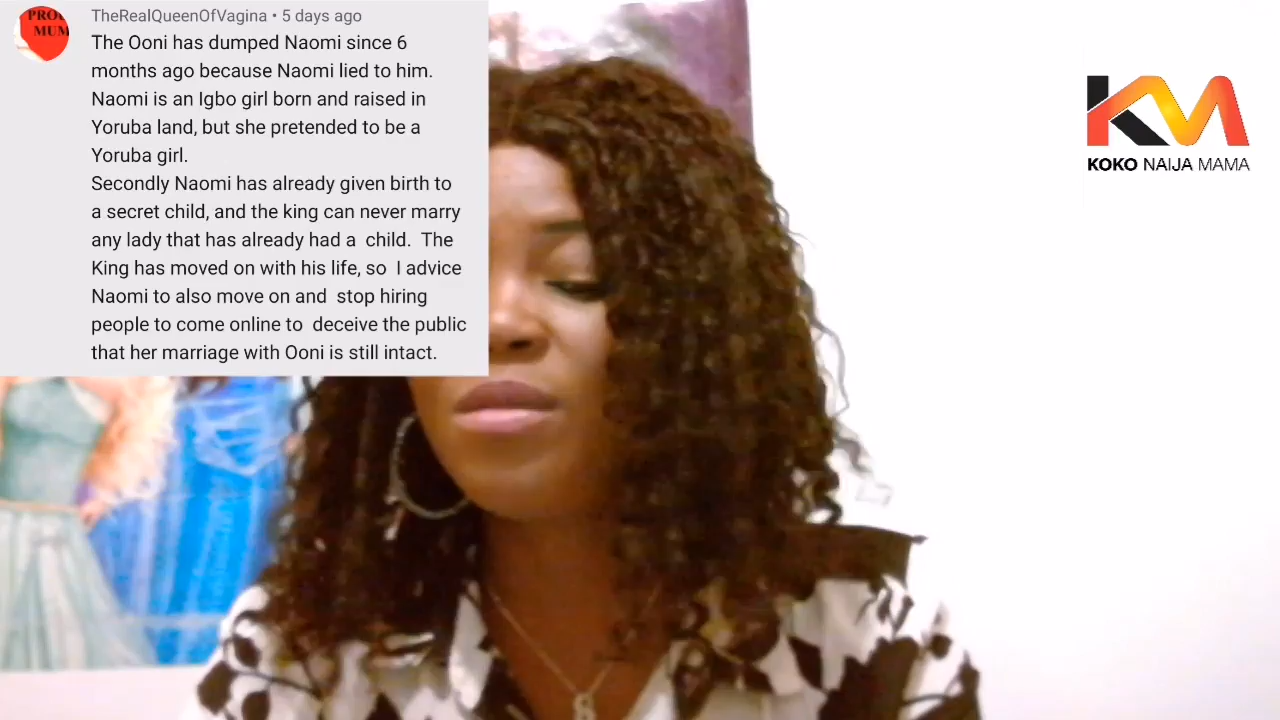 PROU
MUM
TheRealQueenOfVagina • 5 days ago
The Ooni has dumped Naomi since 6
months ago because Naomi lied to him.
Naomi is an Igbo girl born and raised in
Yoruba land, but she pretended to be a
Yoruba girl.
Secondly Naomi has already given birth to
a secret child, and the king can never marry
any lady that has already had a  child.  The
King has moved on with his life, so  I advice
Naomi to also move on and  stop hiring
people to come online to  deceive the public
that her marriage with Ooni is still intact.
KM
KOKO NAIJA MAMA